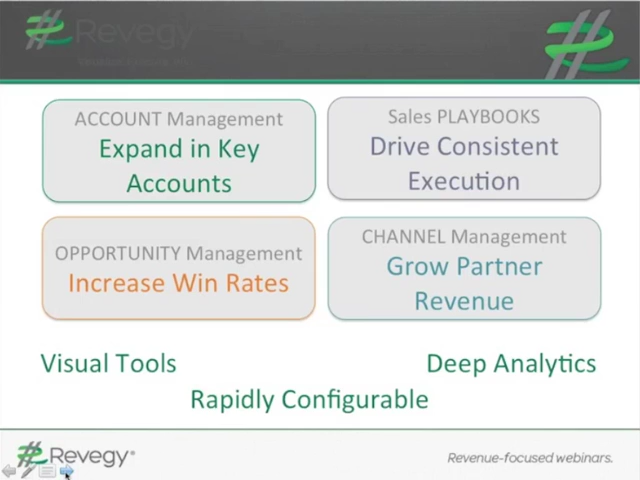 Revegy
ACCOUNT Management
Expand in Key
Accounts
Sales PLAYBOOKS
Drive Consistent
Execution
OPPORTUNITY Management
Increase Win Rates
CHANNEL Management
Grow Partner
Revenue
Visual Tools
Deep Analytics
Rapidly Configurable
Revegy®
Revenue-focused webinars.